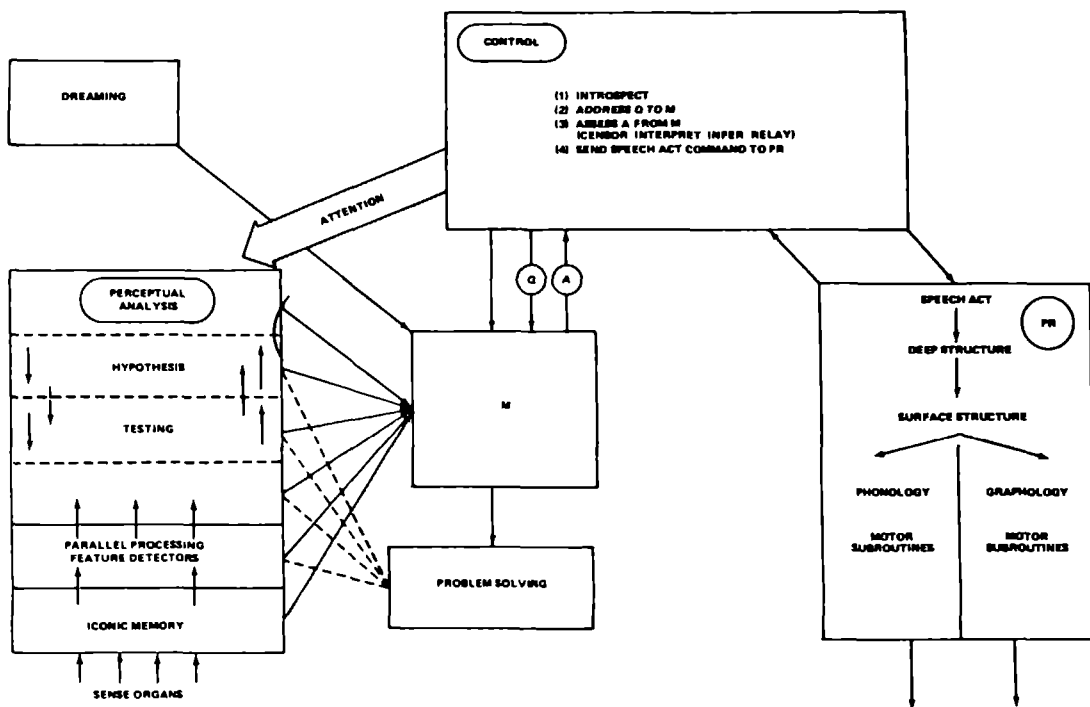 CONTROL
(1) INTROSPECT
(2) ADDRESS Q TO M
(3) ASSESS A FROM M
(CENSOR INTERPRET INFER RELAY)
(4) SEND SPEECH ACT COMMAND TO PR
DREAMING
ATTENTION
Q
A
PERCEPTUAL
ANALYSIS
HYPOTHESIS
TESTING
PARALLEL PROCESSING
FEATURE DETECTORS
ICONIC MEMORY
SENSE ORGANS
M
PROBLEM SOLVING
SPEECH ACT
PR
DEEP STRUCTURE
SURFACE STRUCTURE
PHONOLOGY
GRAPHOLOGY
MOTOR
SUBROUTINES
MOTOR
SUBROUTINES